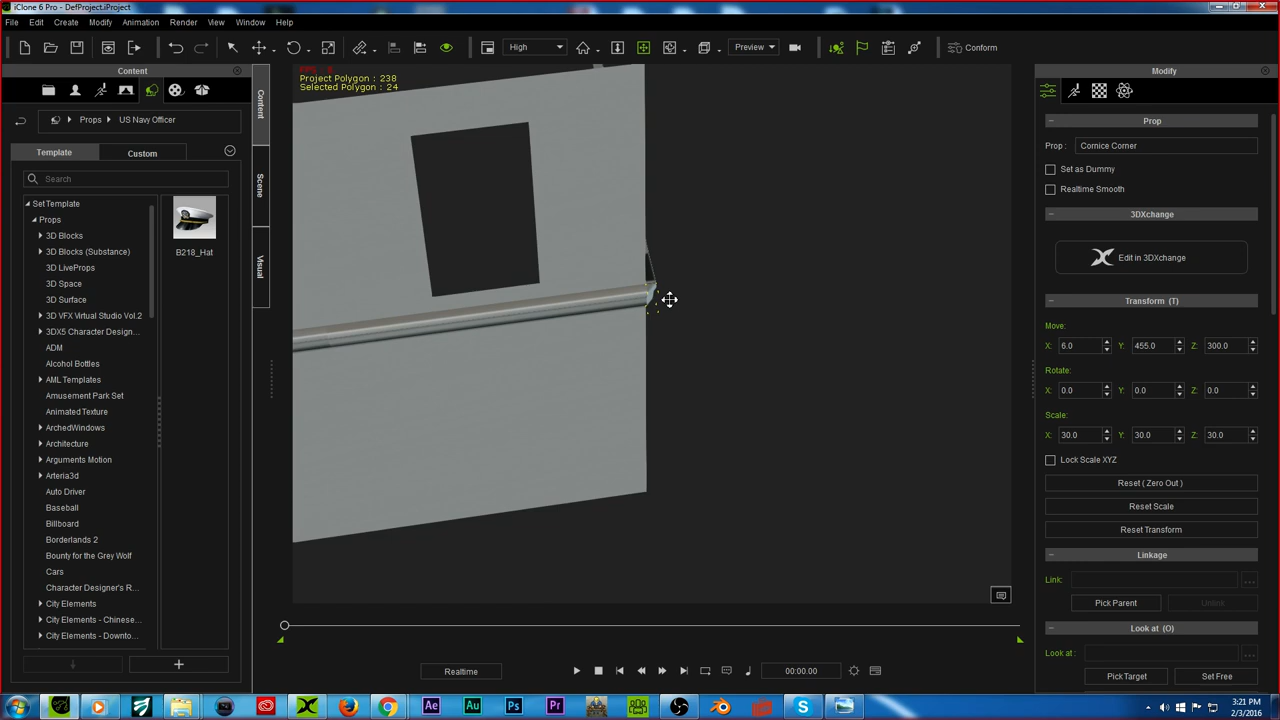 iClone 6 Pro - DefProject.iProject
File Edit Create Modify Animation Render View Window Help
High Preview Conform
Content
Props US Navy Officer
Template Custom
Search
SetTemplate
Props
3D Blocks
3D Blocks (Substance)
3D LiveProps
3D Space
3D Surface
3D VFX Virtual Studio Vol.2
3DX5 Character Design...
ADM
Alcohol Bottles
AML Templates
Amusement Park Set
Animated Texture
ArchedWindows
Architecture
Arguments Motion
Arteria3d
Auto Driver
Baseball
Billboard
Borderlands 2
Bounty for the Grey Wolf
Cars
Character Designer's R...
City Elements
City Elements - Chinese...
City Elements - Downto...
B218_Hat
Content
Scene
Visual
Project Polygon : 238
Selected Polygon : 24
Realtime
00:00.00
Modify
Prop
Prop : Cornice Corner
Set as Dummy
Realtime Smooth
3DXchange
Edit in 3DXchange
Transform (T)
Move:
X: 6.0 Y: 455.0 Z: 300.0
Rotate:
X: 0.0 Y: 0.0 Z: 0.0
Scale:
X: 30.0 Y: 30.0 Z: 30.0
Lock Scale XYZ
Reset ( Zero Out )
Reset Scale
Reset Transform
Linkage
Link: ...
Pick Parent Unlink
Look at (O)
Look at: ...
Pick Target Set Free
Ae Au Ps Pr
3:21 PM
2/3/2016